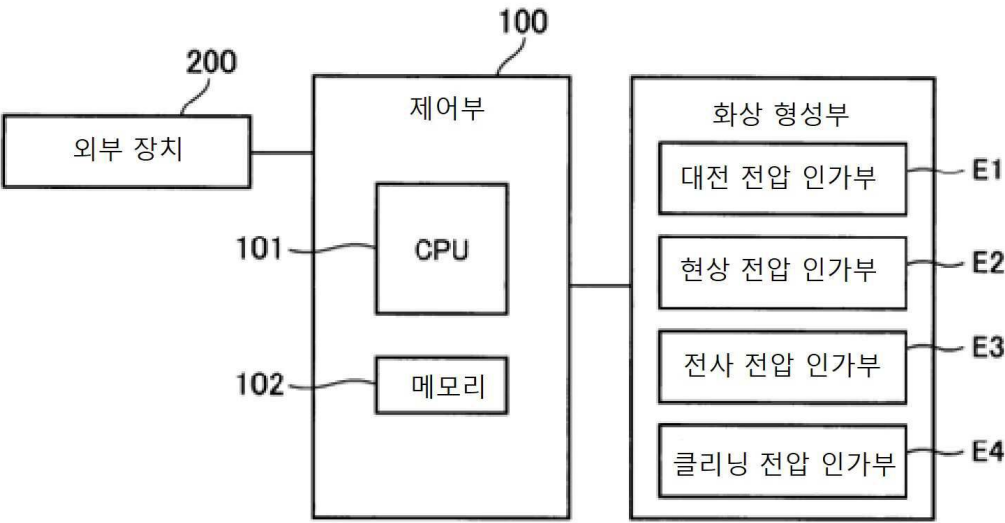 100
200
제어부
화상 형성부
외부 장치
대전 전압 인가부
E1
101
CPU
현상 전압 인가부
E2
전사 전압 인가부
E3
102
메모리
클리닝 전압 인가부
E4